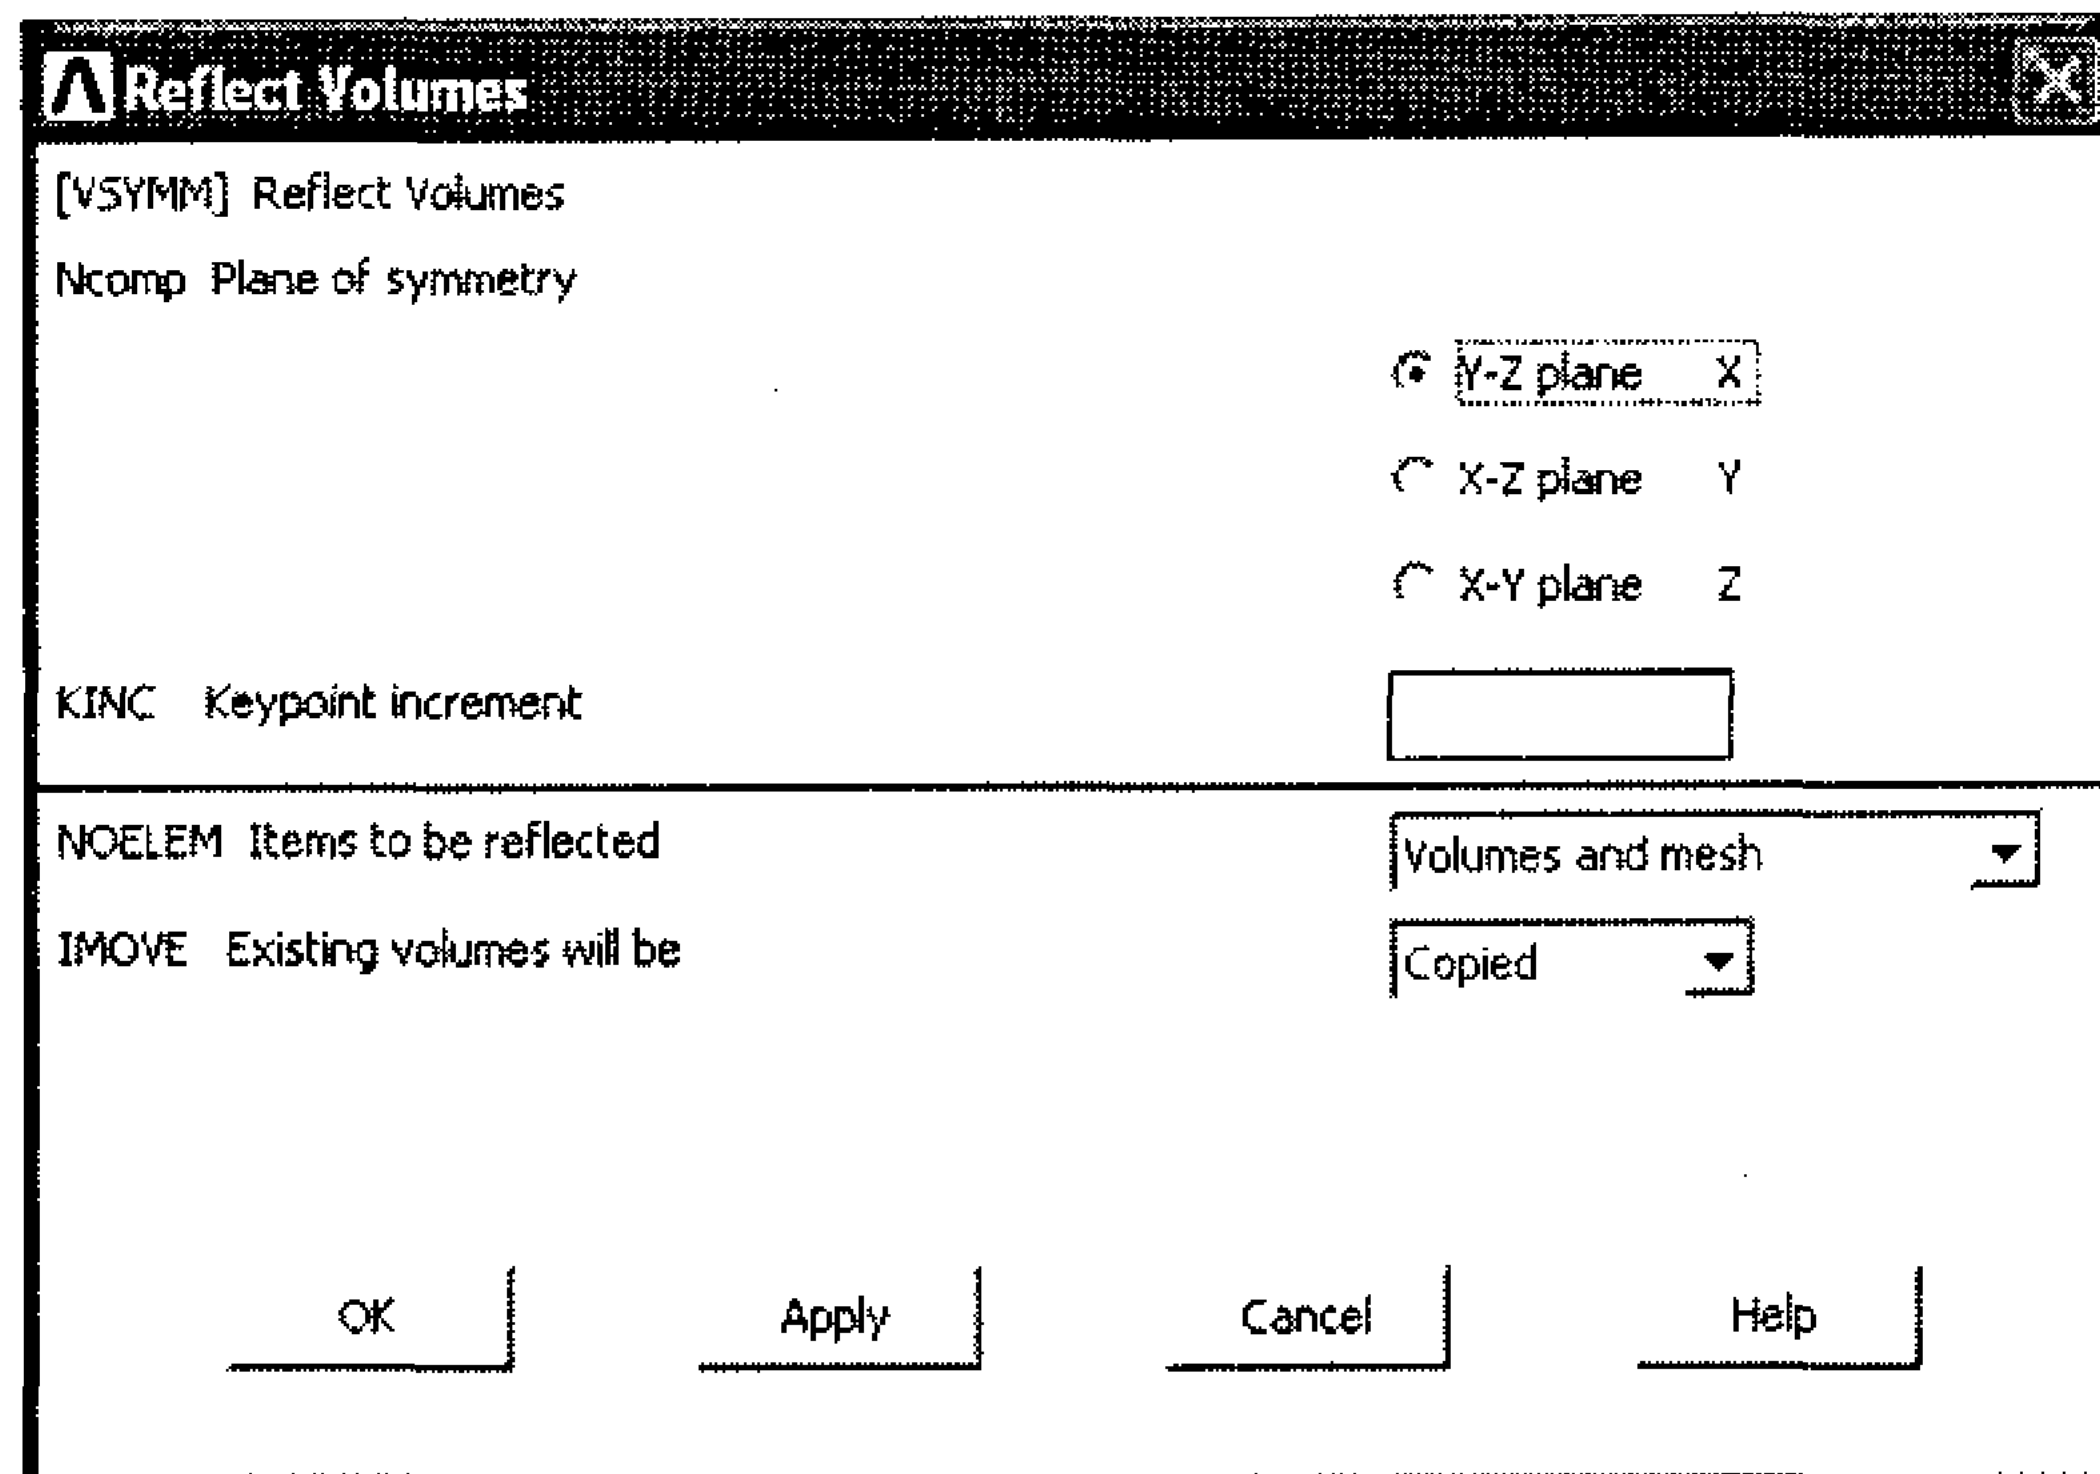 Reflect Volumes
[VSYMM] Reflect Volumes
Ncomp Plane of symmetry
Y-Z plane X
X-Z plane Y
X-Y plane Z
KINC Keypoint increment
NOELEM Items to be reflected Volumes and mesh
IMOVE Existing volumes will be Copied
OK Apply Cancel Help